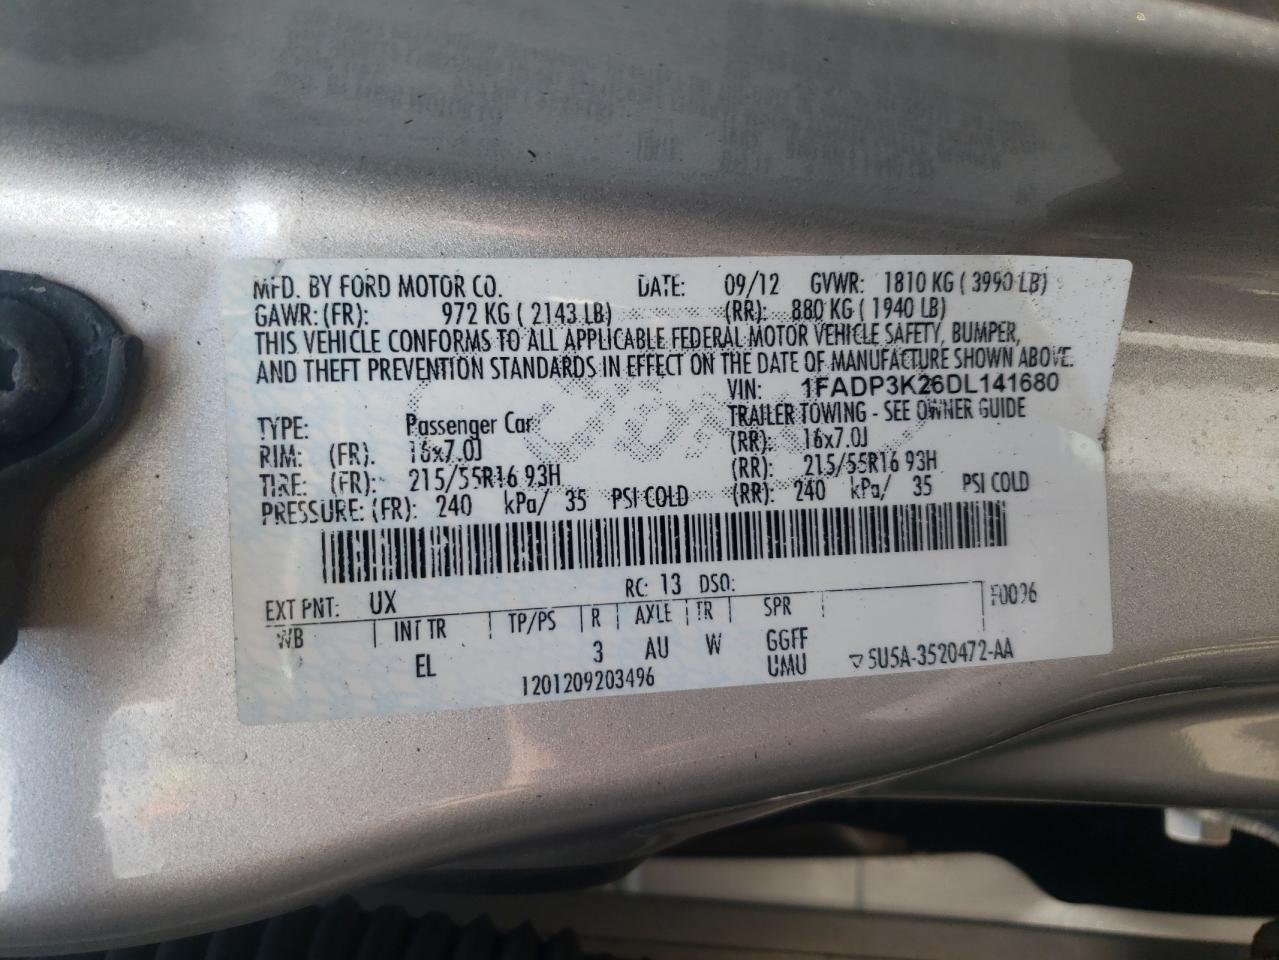 MFD. BY FORD MOTOR CO. DATE: 09/12 GVWR: 1810 KG ( 3990 LB)
GAWR: (FR): 972 KG ( 2143 LB) (RR): 880 KG ( 1940 LB)
THIS VEHICLE CONFORMS TO ALL APPLICABLE FEDERAL MOTOR VEHICLE SAFETY, BUMPER,
AND THEFT PREVENTION STANDARDS IN EFFECT ON THE DATE OF MANUFACTURE SHOWN ABOVE.
VIN: 1FADP3K26DL141680
TYPE: Passenger Car TRAILER TOWING - SEE OWNER GUIDE
RIM: (FR). 16x7.0J (RR): 16x7.0J
TIRE: (FR): 215/55R16 93H (RR): 215/55R16 93H
PRESSURE: (FR): 240 kPa/ 35 PSI COLD (RR): 240 kPa/ 35 PSI COLD
EXT PNT: UX RC: 13 DSO: F0096
WB INT TR TP/PS R AXLE TR SPR
EL 3 AU W GGFF
1201209203496 UMU ▽5U5A-3520472-AA